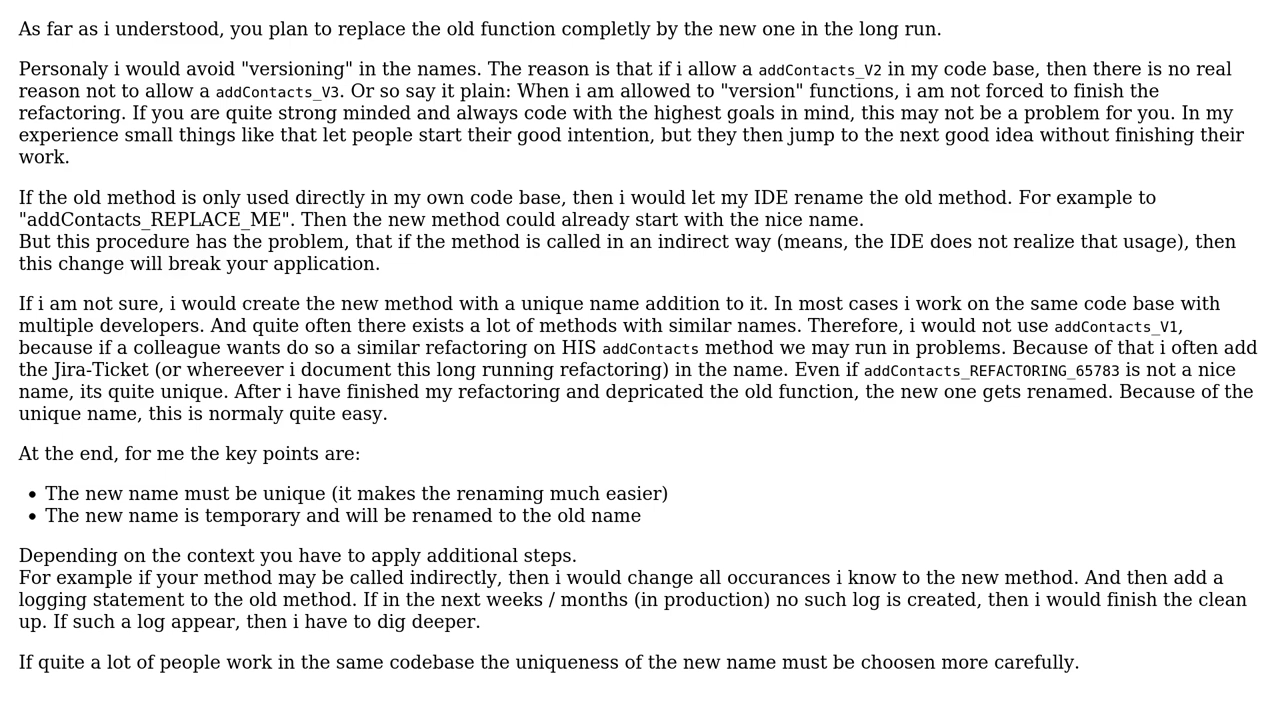 As far as i understood, you plan to replace the old function completly by the new one in the long run.
Personaly i would avoid "versioning" in the names. The reason is that if i allow a addContacts_V2 in my code base, then there is no real
reason not to allow a addContacts_V3. Or so say it plain: When i am allowed to "version" functions, i am not forced to finish the
refactoring. If you are quite strong minded and always code with the highest goals in mind, this may not be a problem for you. In my
experience small things like that let people start their good intention, but they then jump to the next good idea without finishing their
work.
If the old method is only used directly in my own code base, then i would let my IDE rename the old method. For example to
"addContacts_REPLACE_ME". Then the new method could already start with the nice name.
But this procedure has the problem, that if the method is called in an indirect way (means, the IDE does not realize that usage), then
this change will break your application.
If i am not sure, i would create the new method with a unique name addition to it. In most cases i work on the same code base with
multiple developers. And quite often there exists a lot of methods with similar names. Therefore, i would not use addContacts_V1,
because if a colleague wants do so a similar refactoring on HIS addContacts method we may run in problems. Because of that i often add
the Jira-Ticket (or whereever i document this long running refactoring) in the name. Even if addContacts_REFACTORING_65783 is not a nice
name, its quite unique. After i have finished my refactoring and depricated the old function, the new one gets renamed. Because of the
unique name, this is normaly quite easy.
At the end, for me the key points are:
• The new name must be unique (it makes the renaming much easier)
• The new name is temporary and will be renamed to the old name
Depending on the context you have to apply additional steps.
For example if your method may be called indirectly, then i would change all occurances i know to the new method. And then add a
logging statement to the old method. If in the next weeks / months (in production) no such log is created, then i would finish the clean
up. If such a log appear, then i have to dig deeper.
If quite a lot of people work in the same codebase the uniqueness of the new name must be choosen more carefully.